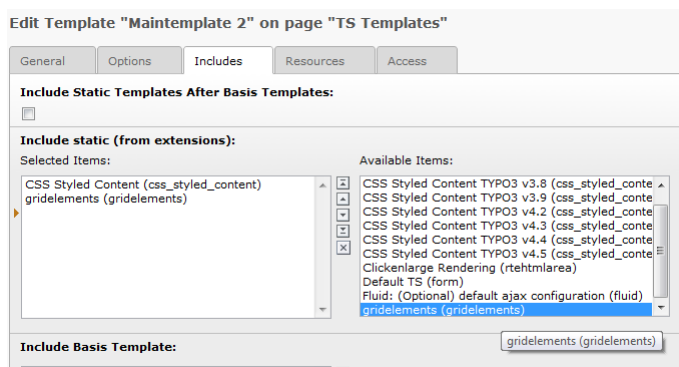 Edit Template "Maintemplate 2" on page "TS Templates"
General Options Includes Resources Access
Include Static Templates After Basis Templates:
Include static (from extensions):
Selected Items:
CSS Styled Content (css_styled_content)
gridelements (gridelements)
Available Items:
CSS Styled Content TYPO3 v3.8 (css_styled_conte
CSS Styled Content TYPO3 v3.9 (css_styled_conte
CSS Styled Content TYPO3 v4.2 (css_styled_conte
CSS Styled Content TYPO3 v4.3 (css_styled_conte
CSS Styled Content TYPO3 v4.4 (css_styled_conte
CSS Styled Content TYPO3 v4.5 (css_styled_conte
Clickenlarge Rendering (rtehtmlarea)
Default TS (form)
Fluid: (Optional) default ajax configuration (fluid)
gridelements (gridelements)
gridelements (gridelements)
Include Basis Template: